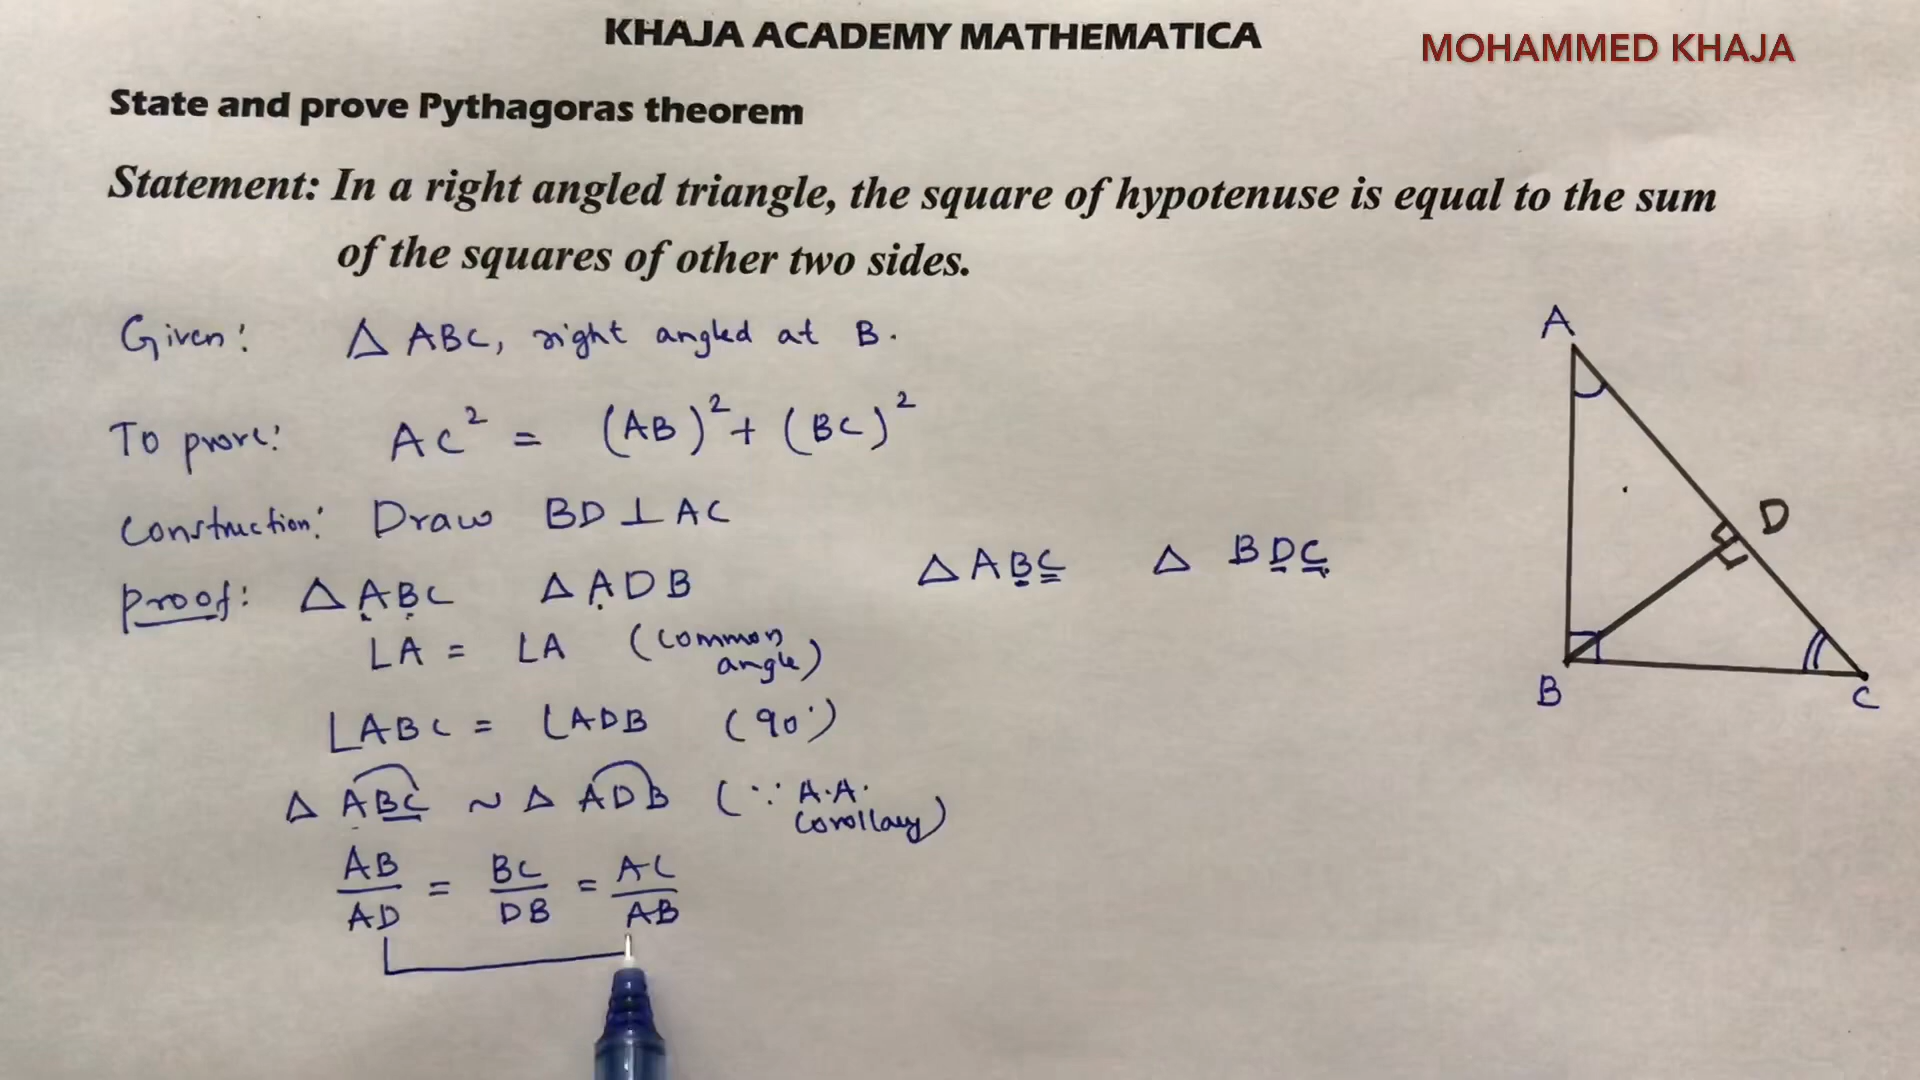 KHAJA ACADEMY MATHEMATICA
MOHAMMED KHAJA
State and prove Pythagoras theorem
Statement: In a right angled triangle, the square of hypotenuse is equal to the sum
of the squares of other two sides.
Given: △ ABC, right angled at B.
To prove: AC² = (AB)² + (BC)²
Construction: Draw BD ⊥ AC
Proof: △ ABC △ ADB
∠A = ∠A (common angle)
∠ABC = ∠ADB (90°)
△ ABC ~ △ ADB (∵ A.A. corollary)
AB/AD = BC/DB = AC/AB
△ ABC △ BDC
A
D
B
C